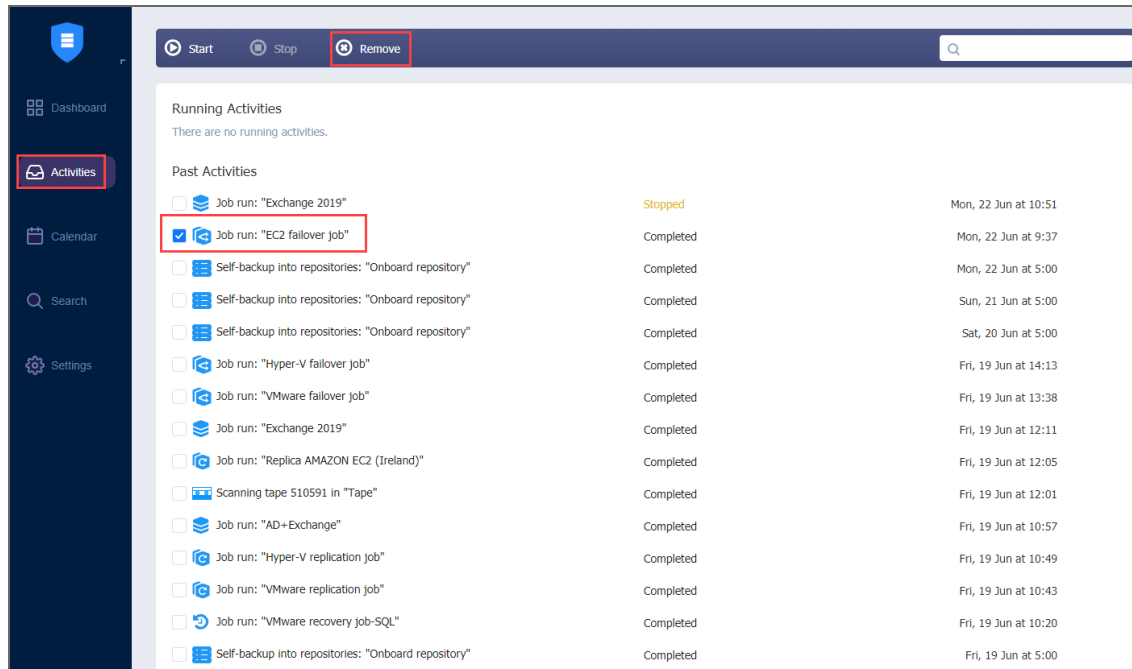 Start Stop Remove
Dashboard
Activities
Calendar
Search
Settings
Running Activities
There are no running activities.
Past Activities
Job run: "Exchange 2019" Stopped Mon, 22 Jun at 10:51
Job run: "EC2 failover job" Completed Mon, 22 Jun at 9:37
Self-backup into repositories: "Onboard repository" Completed Mon, 22 Jun at 5:00
Self-backup into repositories: "Onboard repository" Completed Sun, 21 Jun at 5:00
Self-backup into repositories: "Onboard repository" Completed Sat, 20 Jun at 5:00
Job run: "Hyper-V failover job" Completed Fri, 19 Jun at 14:13
Job run: "VMware failover job" Completed Fri, 19 Jun at 13:38
Job run: "Exchange 2019" Completed Fri, 19 Jun at 12:11
Job run: "Replica AMAZON EC2 (Ireland)" Completed Fri, 19 Jun at 12:05
Scanning tape 510591 in "Tape" Completed Fri, 19 Jun at 12:01
Job run: "AD+Exchange" Completed Fri, 19 Jun at 10:57
Job run: "Hyper-V replication job" Completed Fri, 19 Jun at 10:49
Job run: "VMware replication job" Completed Fri, 19 Jun at 10:43
Job run: "VMware recovery job-SQL" Completed Fri, 19 Jun at 10:20
Self-backup into repositories: "Onboard repository" Completed Fri, 19 Jun at 5:00